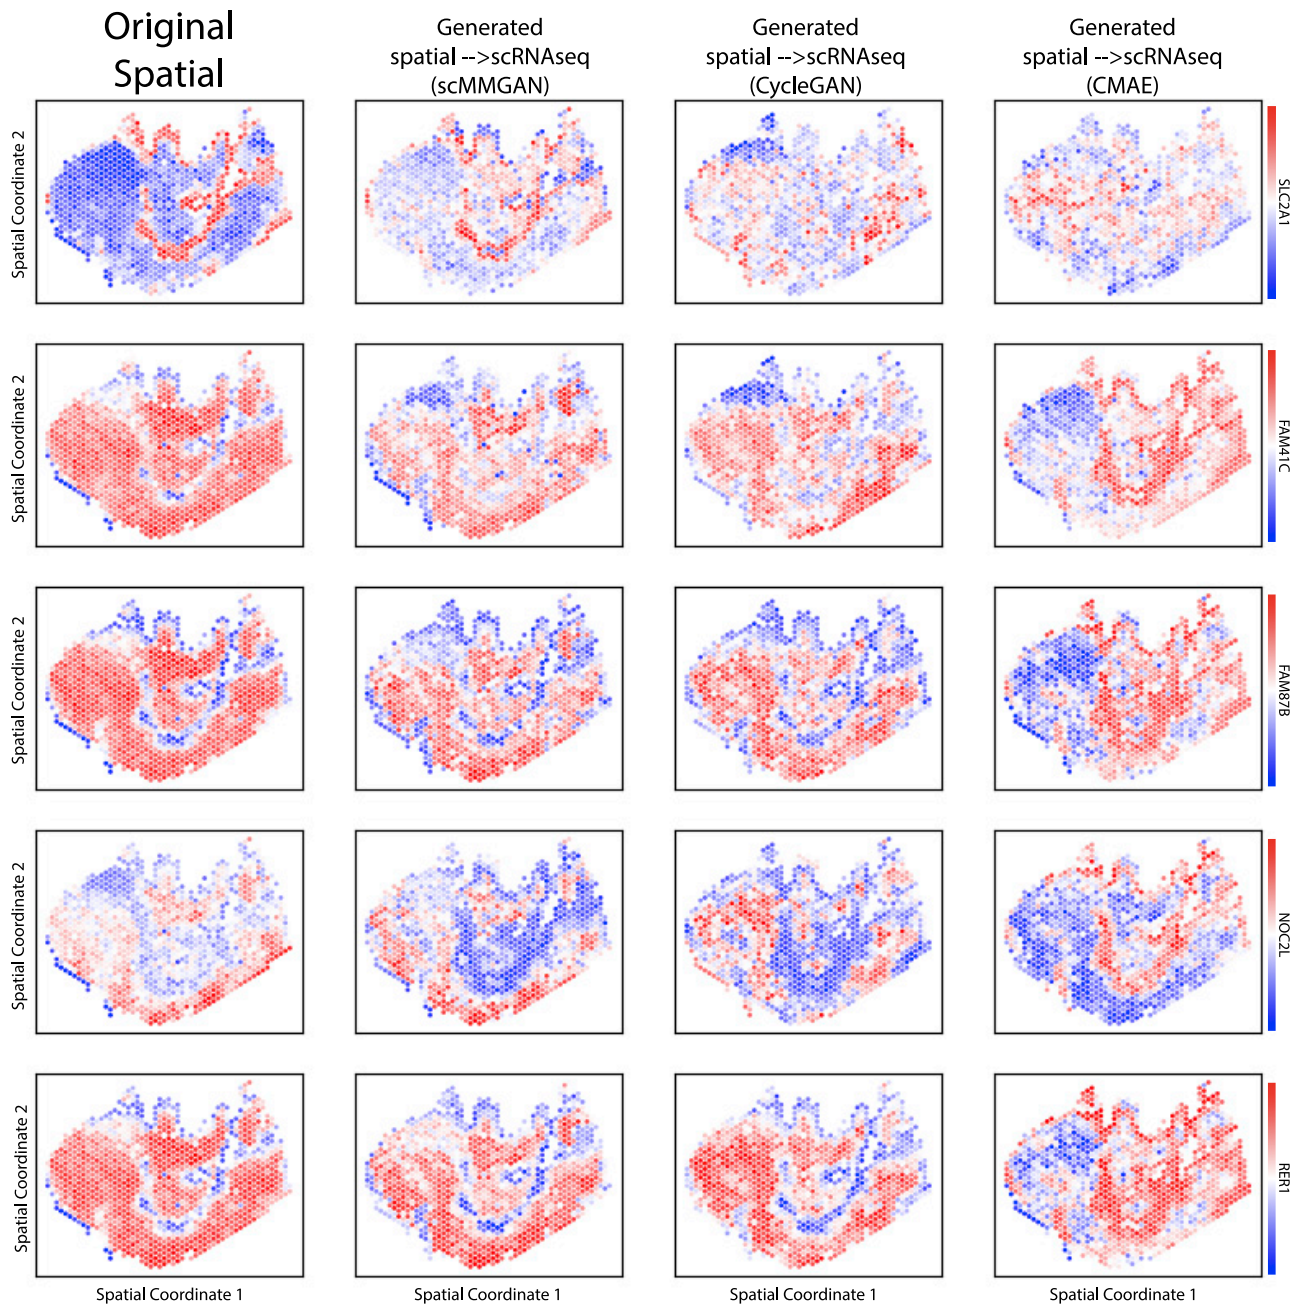 Original
Spatial
Generated
spatial -->scRNAseq
(scMMGAN)
Generated
spatial -->scRNAseq
(CycleGAN)
Generated
spatial -->scRNAseq
(CMAE)
Spatial Coordinate 2
SLC2A1
Spatial Coordinate 2
FAM41C
Spatial Coordinate 2
FAM87B
Spatial Coordinate 2
NOC2L
Spatial Coordinate 2
RER1
Spatial Coordinate 1
Spatial Coordinate 1
Spatial Coordinate 1
Spatial Coordinate 1